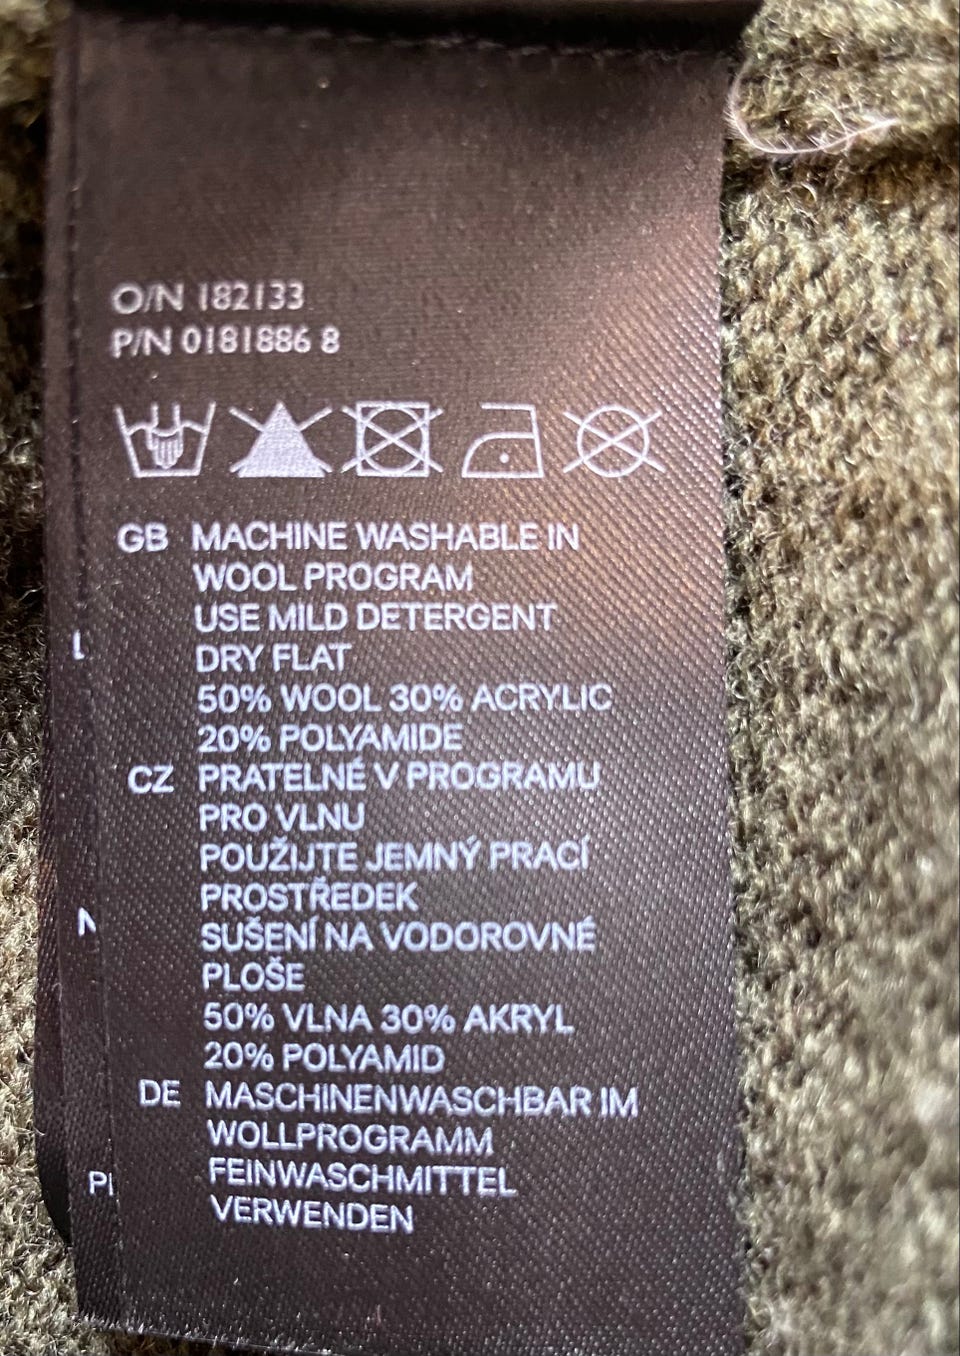 O/N 182133
P/N 0181886 8
GB MACHINE WASHABLE IN
WOOL PROGRAM
USE MILD DETERGENT
DRY FLAT
50% WOOL 30% ACRYLIC
20% POLYAMIDE
CZ PRATELNÉ V PROGRAMU
PRO VLNU
POUŽIJTE JEMNÝ PRACÍ
PROSTŘEDEK
SUŠENÍ NA VODOROVNÉ
PLOŠE
50% VLNA 30% AKRYL
20% POLYAMID
DE MASCHINENWASCHBAR IM
WOLLPROGRAMM
FEINWASCHMITTEL
VERWENDEN